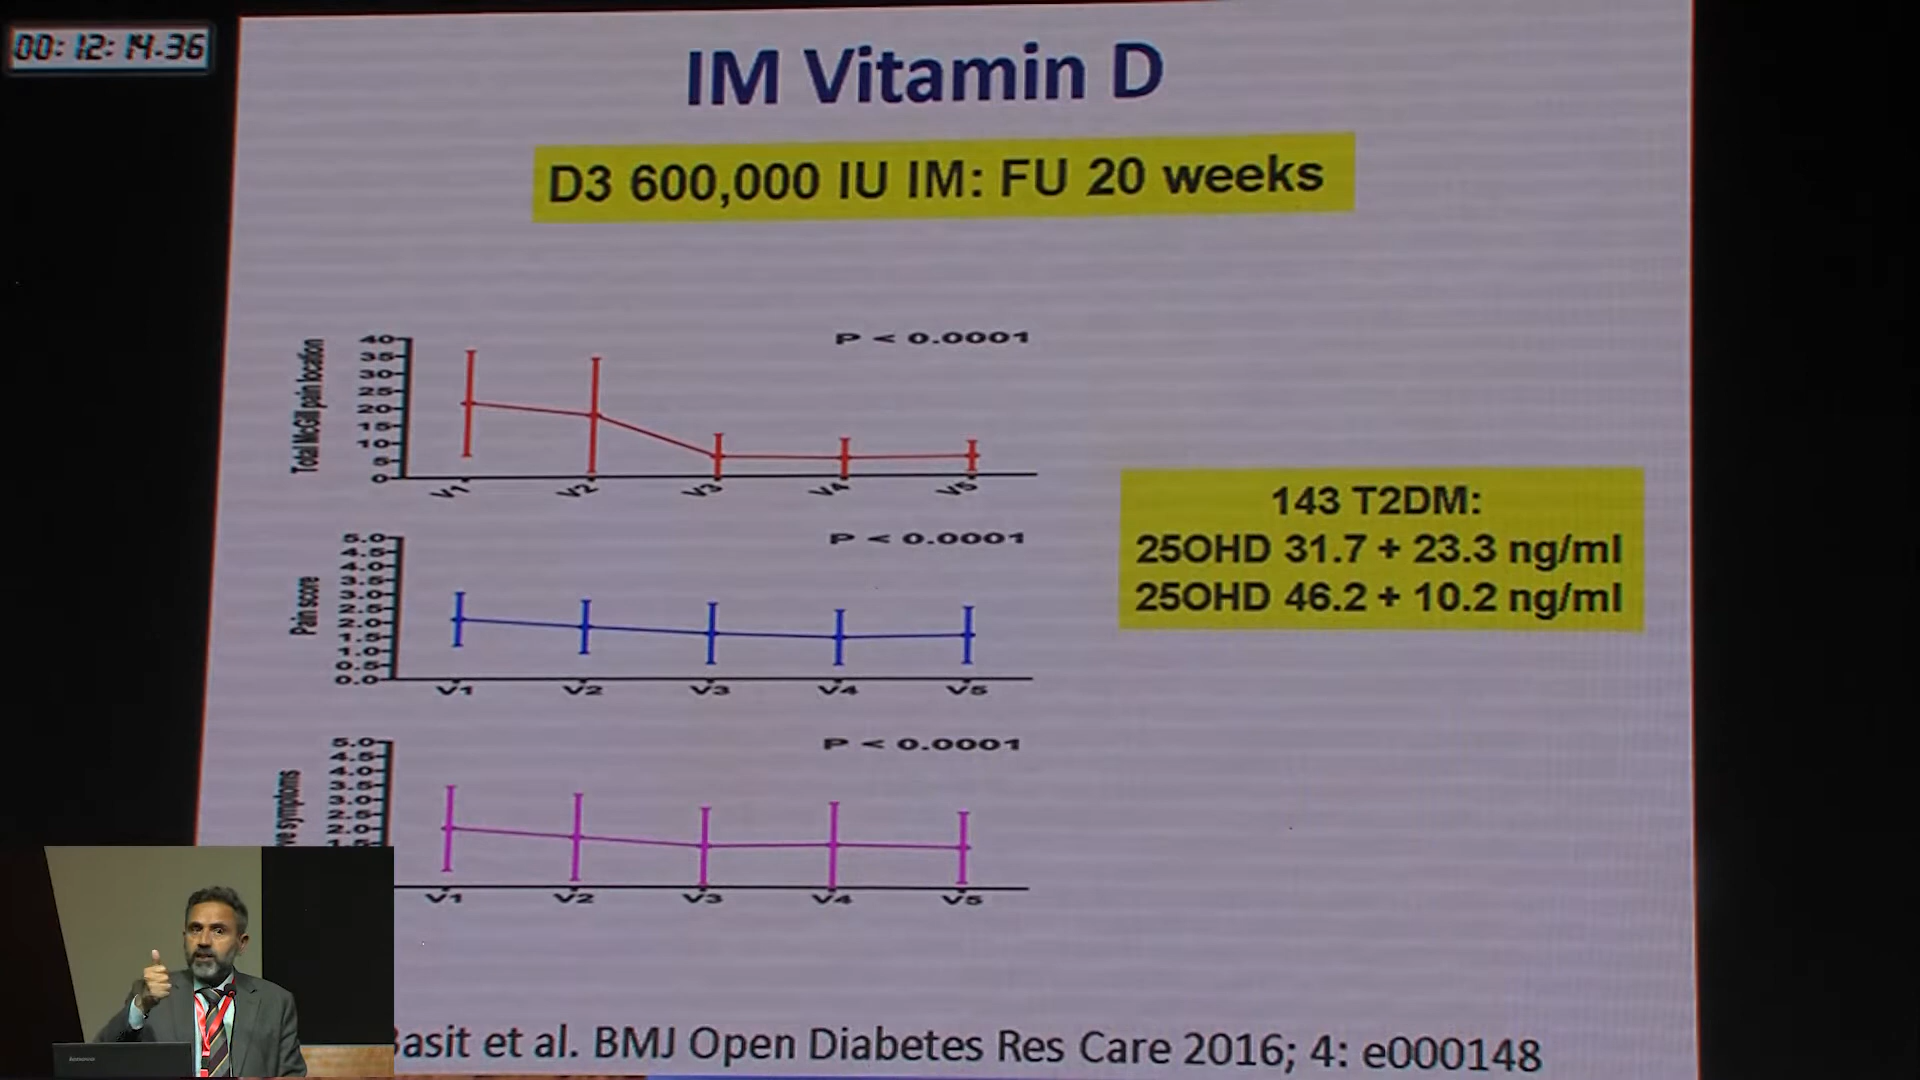 00:12:14.36
IM Vitamin D
D3 600,000 IU IM: FU 20 weeks
P < 0.0001
Total McGill pain location
40
35
30
25
20
15
10
5
0
V1 V2 V3 V4 V5
P < 0.0001
Pain score
5.0
4.5
4.0
3.5
3.0
2.5
2.0
1.5
1.0
0.5
0.0
V1 V2 V3 V4 V5
143 T2DM:
25OHD 31.7 + 23.3 ng/ml
25OHD 46.2 + 10.2 ng/ml
P < 0.0001
symptoms
5.0
4.5
4.0
3.5
3.0
2.5
2.0
V1 V2 V3 V4 V5
lenovo
Basit et al. BMJ Open Diabetes Res Care 2016; 4: e000148